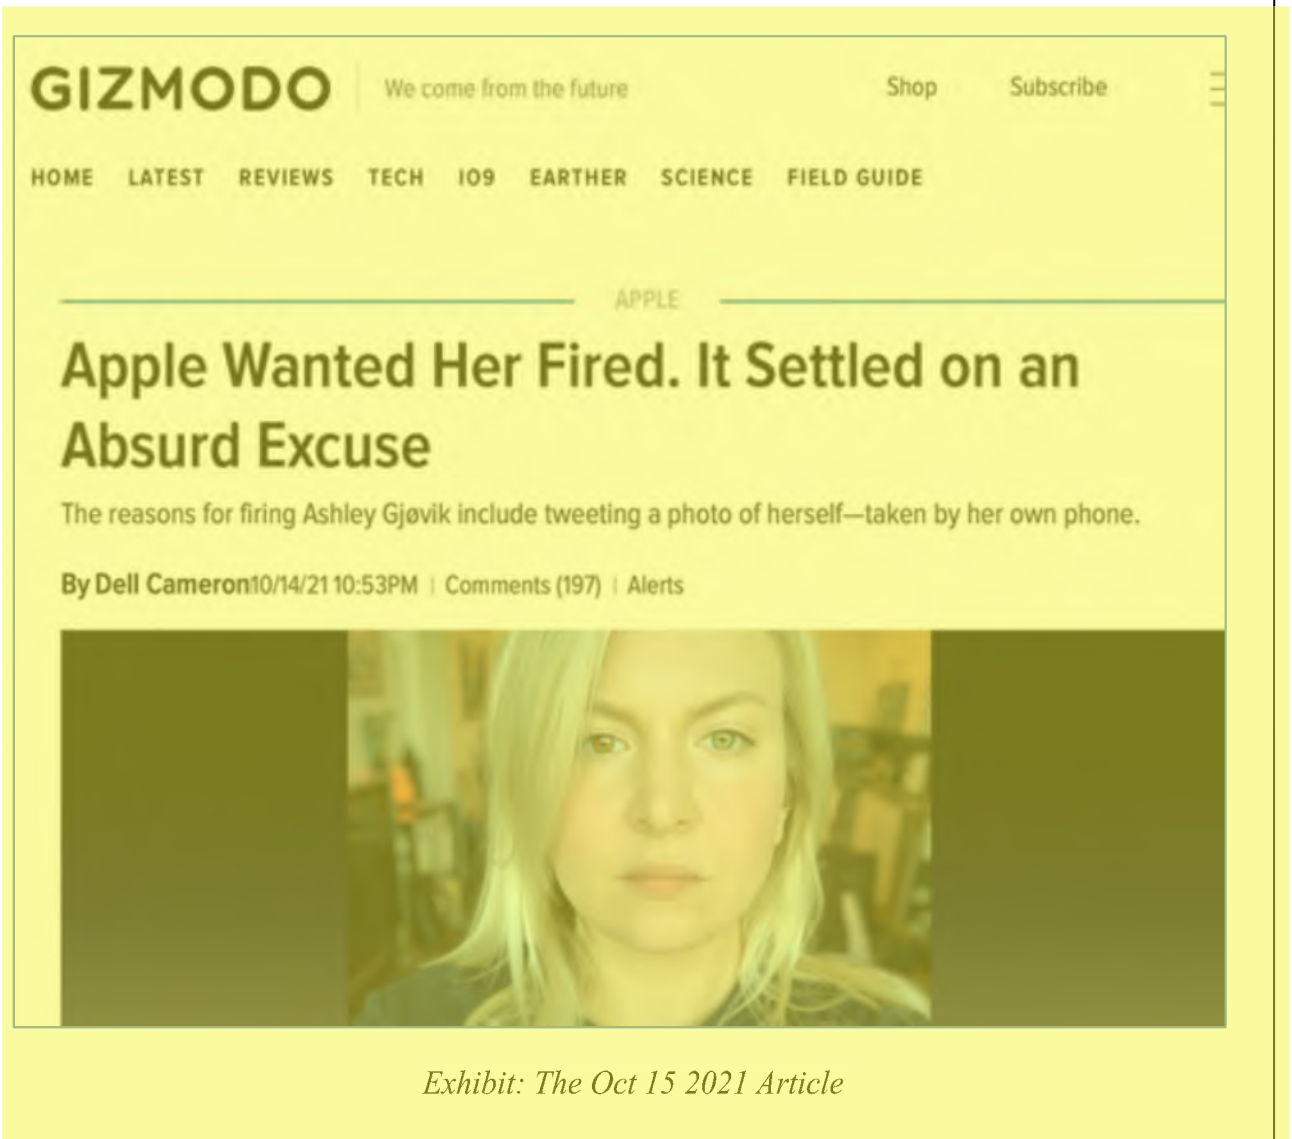 GIZMODO We come from the future Shop Subscribe
HOME LATEST REVIEWS TECH IO9 EARTHER SCIENCE FIELD GUIDE
APPLE
Apple Wanted Her Fired. It Settled on an
Absurd Excuse
The reasons for firing Ashley Gjøvik include tweeting a photo of herself—taken by her own phone.
By Dell Cameron10/14/21 10:53PM | Comments (197) | Alerts
Exhibit: The Oct 15 2021 Article